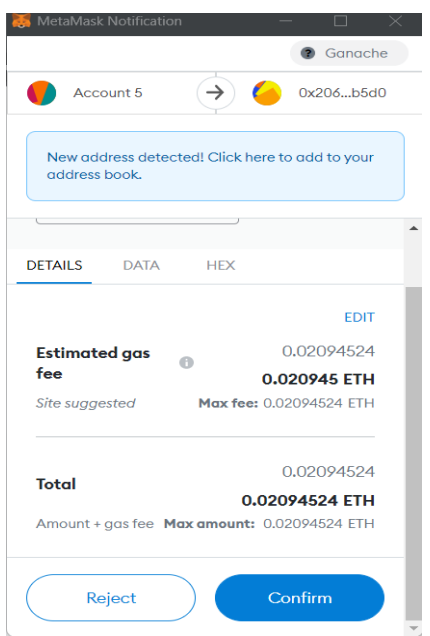 MetaMask Notification
Ganache
Account 5
0x206...b5d0
New address detected! Click here to add to your
address book.
DETAILS DATA HEX
EDIT
Estimated gas fee
0.02094524
0.020945 ETH
Site suggested Max fee: 0.02094524 ETH
0.02094524
Total
0.02094524 ETH
Amount + gas fee Max amount: 0.02094524 ETH
Reject Confirm